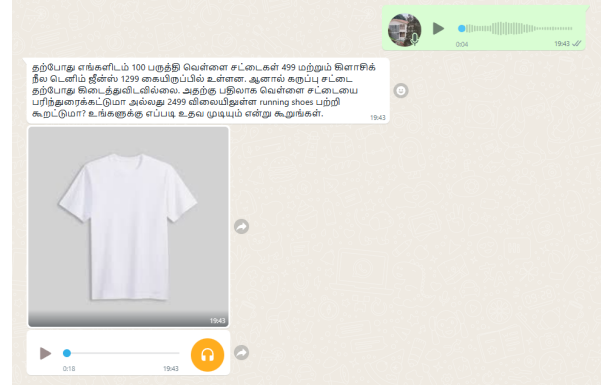 0:04 19:43
தற்போது எங்களிடம் 100 பருத்தி வெள்ளை சட்டைகள் 499 மற்றும் கிளாசிக்
நீல டெனிம் ஜீன்ஸ் 1299 கையிருப்பில் உள்ளன. ஆனால் கருப்பு சட்டை
தற்போது கிடைத்துவிடவில்லை. அதற்கு பதிலாக வெள்ளை சட்டையை
பரிந்துரைக்கட்டுமா அல்லது 2499 விலையிலுள்ள running shoes பற்றி
கூறட்டுமா? உங்களுக்கு எப்படி உதவ முடியும் என்று கூறுங்கள்.
19:43
19:43
0:18 19:43